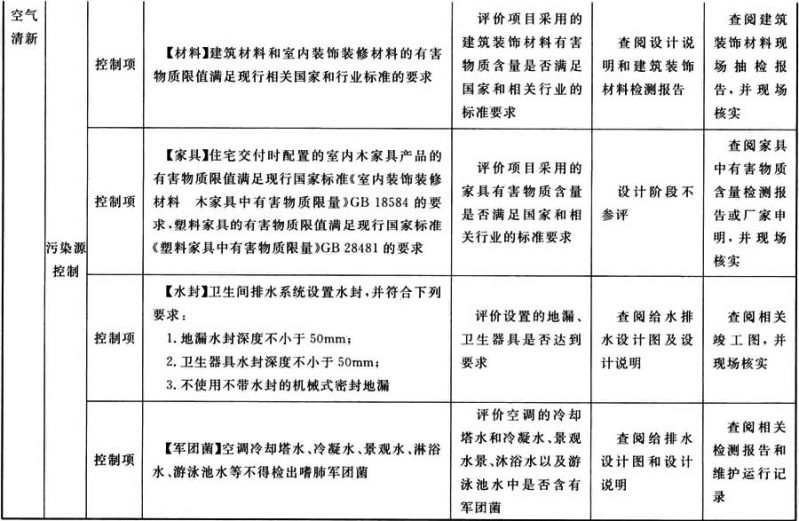 空气
清新
污染源
控制
控制项
【材料】建筑材料和室内装饰装修材料的有害
物质限值满足现行相关国家和行业标准的要求
评价项目采用的
建筑装饰材料有害
物质含量是否满足
国家和相关行业的
标准要求
查阅设计说
明和建筑装饰
材料检测报告
查阅建筑
装饰材料现
场抽检报
告,并现场
核实
控制项
【家具】住宅交付时配置的室内木家具产品的
有害物质限值满足现行国家标准《室内装饰装修
材料 木家具中有害物质限量》GB 18584 的要
求,塑料家具的有害物质限值满足现行国家标准
《塑料家具中有害物质限量》GB 28481 的要求
评价项目采用的
家具有害物质含量
是否满足国家和相
关行业的标准要求
设计阶段不
参评
查阅家具
中有害物质
含量检测报
告或厂家申
明,并现场
核实
控制项
【水封】卫生间排水系统设置水封,并符合下列
要求:
1. 地漏水封深度不小于 50mm;
2. 卫生器具水封深度不小于 50mm;
3. 不使用不带水封的机械式密封地漏
评价设置的地漏、
卫生器具是否达到
要求
查阅给水排
水设计图及设
计说明
查阅相关
竣工图,并
现场核实
控制项
【军团菌】空调冷却塔水、冷凝水、景观水、淋浴
水、游泳池水等不得检出嗜肺军团菌
评价空调的冷却
塔水和冷凝水、景观
水景、沐浴水以及游
泳池水中是否含有
军团菌
查阅给排水
设计图和设计
说明
查阅相关
检测报告和
维护运行记
录